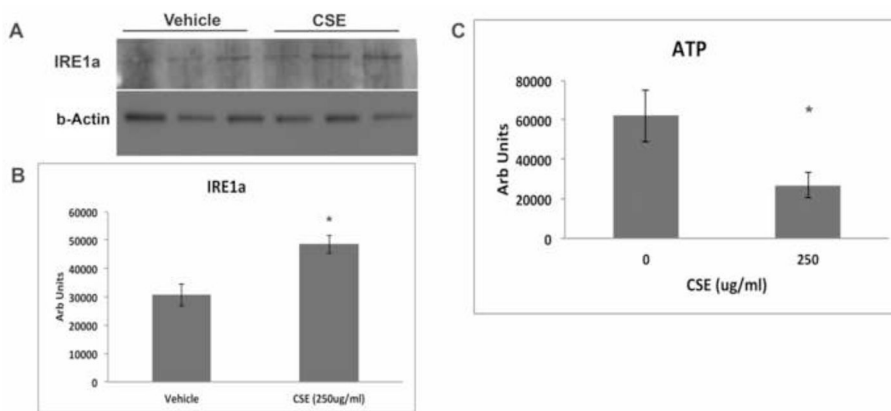 A
Vehicle CSE
IRE1a
b-Actin
B
IRE1a
Arb Units
60000
50000
40000
30000
20000
10000
0
*
Vehicle CSE (250ug/ml)
C
ATP
Arb Units
80000
60000
40000
20000
0
*
0 250
CSE (ug/ml)